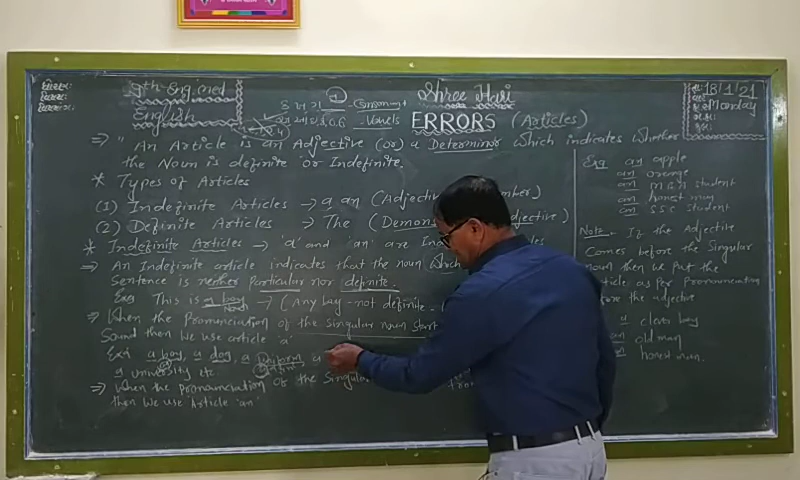 9th-Eng.med
English
Shree Hari
18/1/21
Monday
Vowels
ERRORS (Articles)
⇒ " An Article is an Adjective (or) a Determinor which indicates whether
the Noun is definite or Indefinite.
* Types of Articles
(1) Indefinite Articles → a an (Adjective
(2) Definite Articles → The (Demons
* Indefinite Articles → 'a' and 'an' are
⇒ An Indefinite article indicates that the noun which
Sentence is neither Particular nor definite.
This is a boy → (Any boy - not definite -
⇒ When the Pronunciation of the singular noun start
Sound then we use article 'a'
Ex: a boy, a dog, a uniform, a
a university etc.
⇒ When the pronunciation of the Singular
then we use Article 'an'
an apple
an orange
an M.B.A student
an honest man
an S.S.C student
Note If the Adjective
Comes before the Singular
noun then we put the
as per Pronunciation
the adjective
a clever boy
an old man
an honest man.